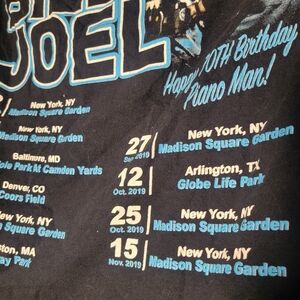 JOEL
Happy 70TH Birthday
Piano Man!
New York, NY
Madison Square Garden
New York, NY
Madison Square Garden
Baltimore, MD
Park At Camden Yards
Denver, CO
Coors Field
New York, NY
Madison Square Garden
MA
Park
27 Sep 2019
New York, NY
Madison Square Garden
12 Oct. 2019
Arlington, TX
Globe Life Park
25 Oct. 2019
New York, NY
Madison Square Garden
15 Nov. 2019
New York, NY
Madison Square Garden